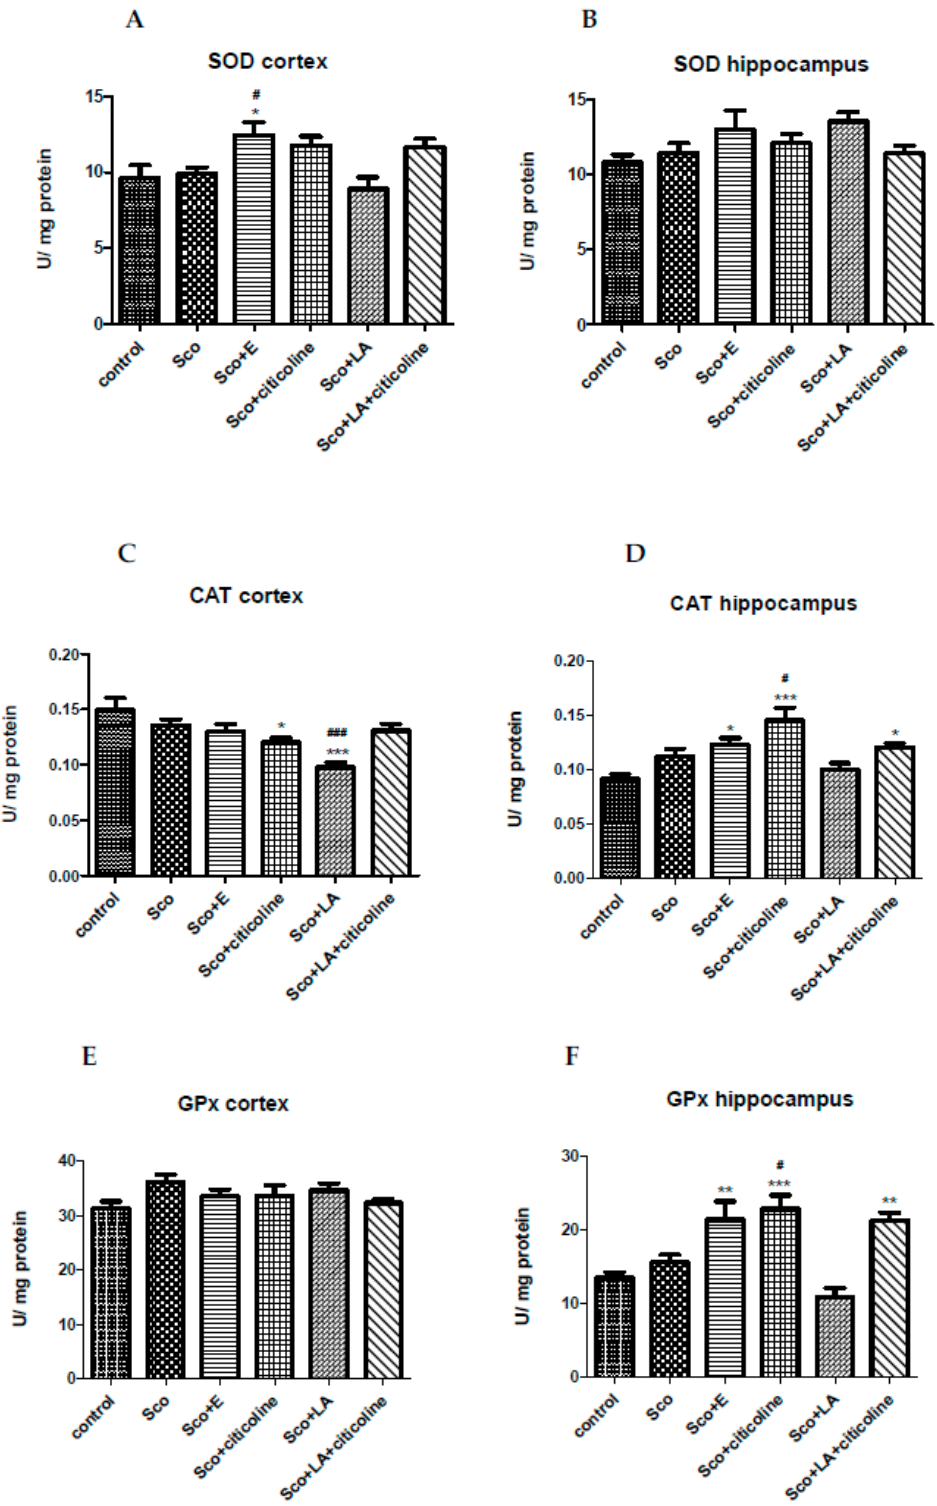 A
B
SOD cortex
SOD hippocampus
#
*
15
10
5
0
U/ mg protein
control
Sco
Sco+E
Sco+citicoline
Sco+LA
Sco+LA+citicoline
15
10
5
0
U/ mg protein
control
Sco
Sco+E
Sco+citicoline
Sco+LA
Sco+LA+citicoline
C
D
CAT cortex
CAT hippocampus
0.20
0.15
0.10
0.05
0.00
U/ mg protein
*
###
***
control
Sco
Sco+E
Sco+citicoline
Sco+LA
Sco+LA+citicoline
0.20
0.15
0.10
0.05
0.00
U/ mg protein
*
#
***
*
control
Sco
Sco+E
Sco+citicoline
Sco+LA
Sco+LA+citicoline
E
F
GPx cortex
GPx hippocampus
40
30
20
10
0
U/ mg protein
control
Sco
Sco+E
Sco+citicoline
Sco+LA
Sco+LA+citicoline
30
20
10
0
U/ mg protein
**
#
***
**
control
Sco
Sco+E
Sco+citicoline
Sco+LA
Sco+LA+citicoline